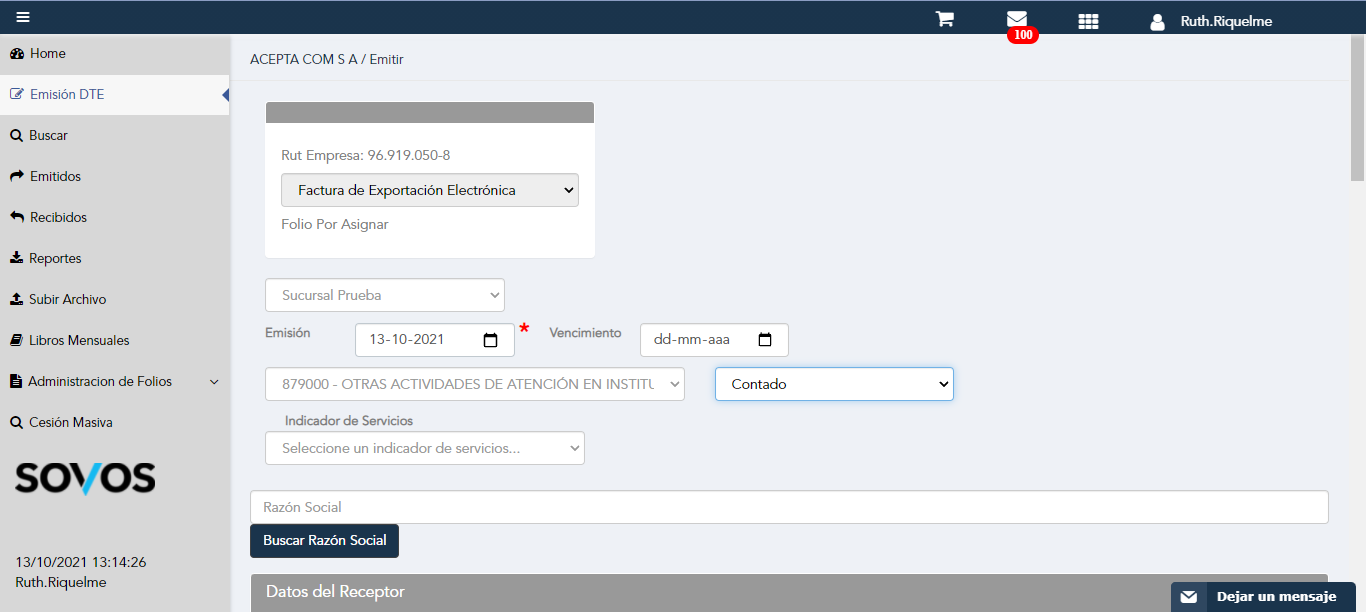 100
Ruth.Riquelme
Home
Emisión DTE
Buscar
Emitidos
Recibidos
Reportes
Subir Archivo
Libros Mensuales
Administracion de Folios
Cesión Masiva
SOVOS
13/10/2021 13:14:26
Ruth.Riquelme
ACEPTA COM S A / Emitir
Rut Empresa: 96.919.050-8
Factura de Exportación Electrónica
Folio Por Asignar
Sucursal Prueba
Emisión 13-10-2021 * Vencimiento dd-mm-aaa
879000 - OTRAS ACTIVIDADES DE ATENCIÓN EN INSTITU Contado
Indicador de Servicios
Seleccione un indicador de servicios...
Razón Social
Buscar Razón Social
Datos del Receptor
Dejar un mensaje